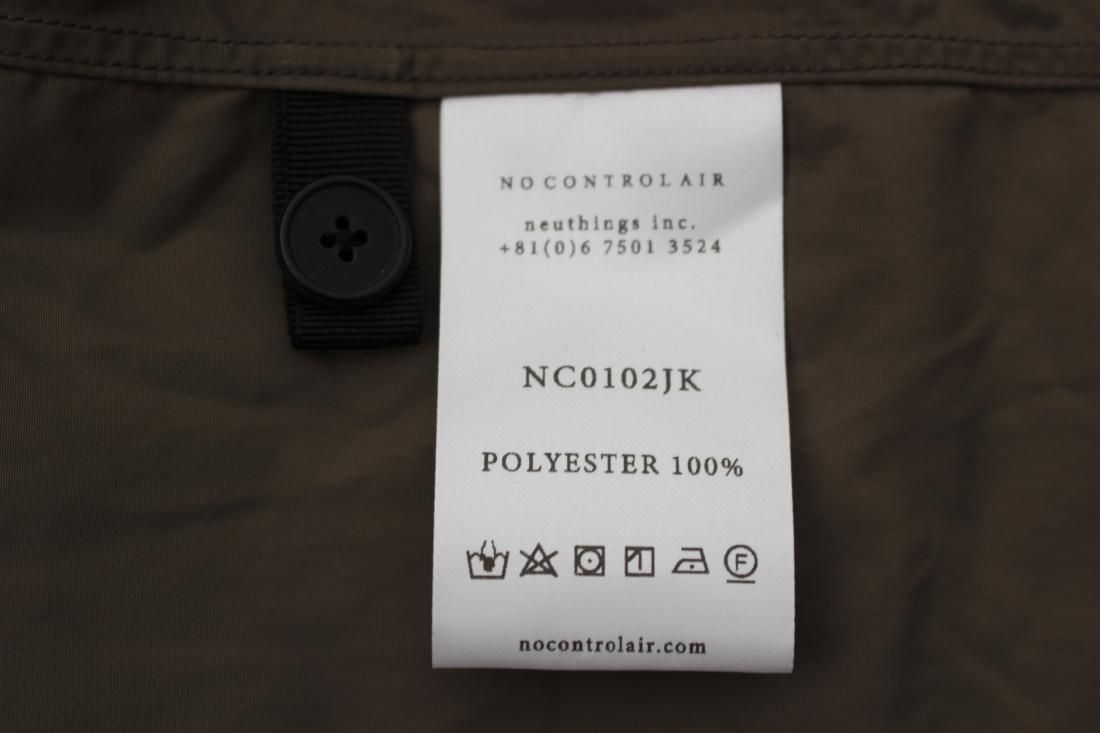 NO CONTROL AIR
neuthings inc.
+81(0)6 7501 3524
NC0102JK
POLYESTER 100%
F
nocontrolair.com